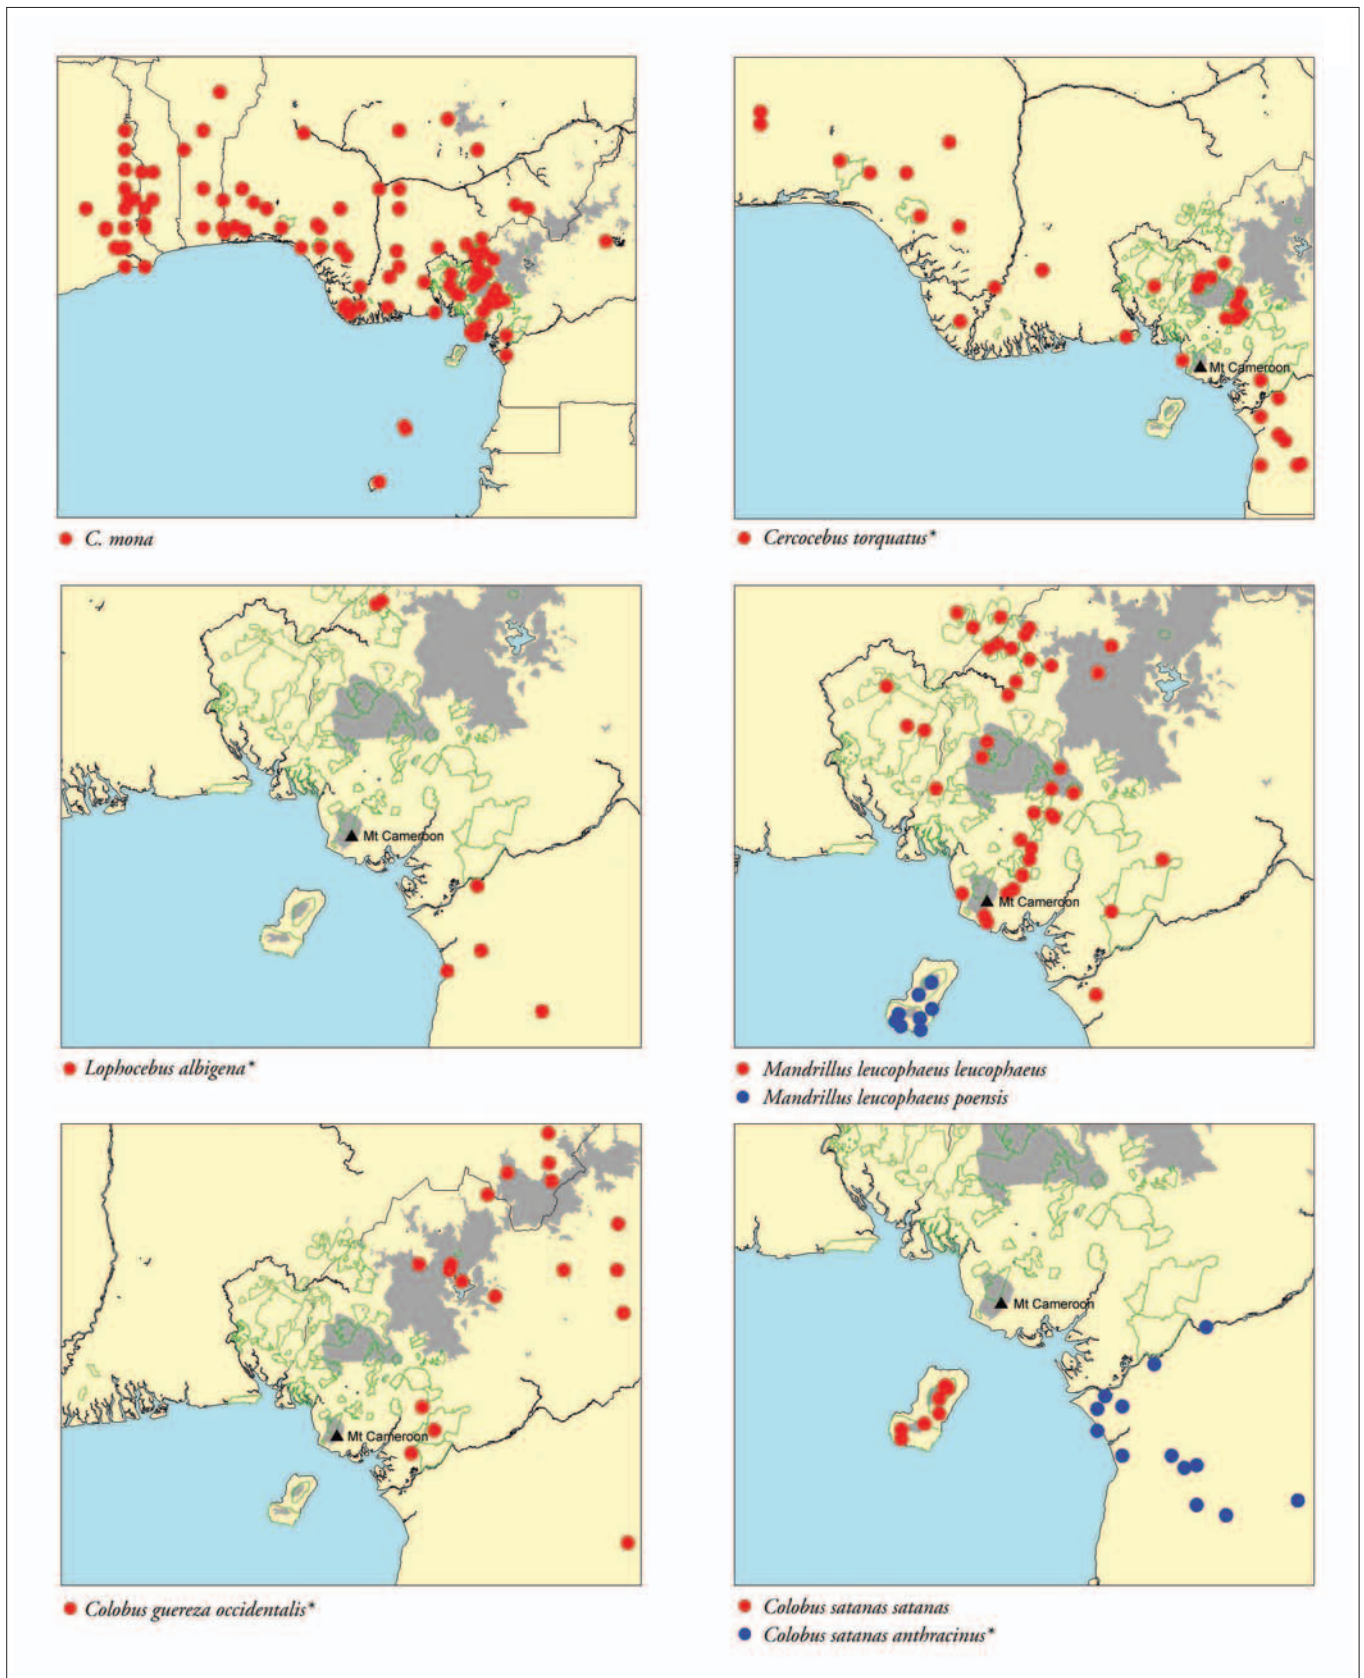 C. mona
Mt Cameroon
Cercocebus torquatus*
Mt Cameroon
Lophocebus albigena*
Mt Cameroon
Mandrillus leucophaeus leucophaeus
Mandrillus leucophaeus poensis
Mt Cameroon
Colobus guereza occidentalis*
Mt Cameroon
Colobus satanas satanas
Colobus satanas anthracinus*